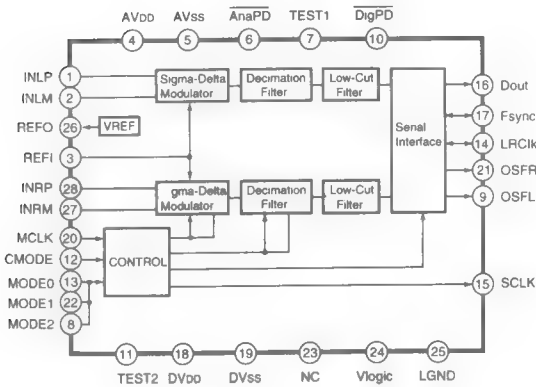 AVDD AVSS AnaPD TEST1 DigPD
4 5 6 7 10
INLP 1
INLM 2
REFO 26
REFI 3
INRP 28
INRM 27
MCLK 20
CMODE 12
MODE0 13
MODE1 22
MODE2 8
VREF
Sigma-Delta
Modulator
Decimation
Filter
Low-Cut
Filter
Senal
Interface
gma-Delta
Modulator
Decimation
Filter
Low-Cut
Filter
CONTROL
16 Dout
17 Fsync
14 LRClk
21 OSFR
9 OSFL
15 SCLK
11 18 19 23 24 25
TEST2 DVDD DVSS NC Vlogic LGND